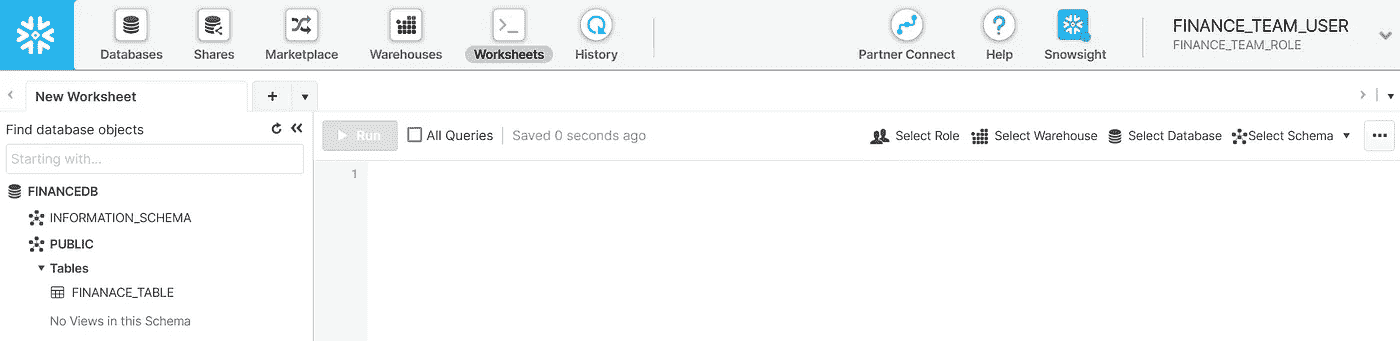 Databases Shares Marketplace Warehouses Worksheets History Partner Connect Help Snowsight FINANCE_TEAM_USER
FINANCE_TEAM_ROLE
New Worksheet + ▼
Find database objects
Run All Queries Saved 0 seconds ago Select Role Select Warehouse Select Database Select Schema
Starting with...
1
FINANCEDB
INFORMATION_SCHEMA
PUBLIC
Tables
FINANACE_TABLE
No Views in this Schema